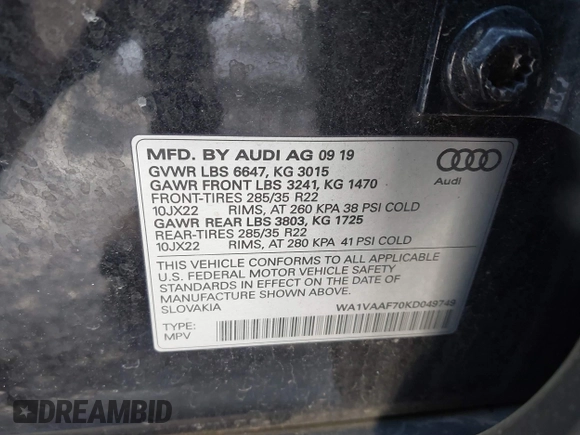 MFD. BY AUDI AG 09 19
GVWR LBS 6647, KG 3015
GAWR FRONT LBS 3241, KG 1470
FRONT-TIRES 285/35 R22
10JX22 RIMS, AT 260 KPA 38 PSI COLD
GAWR REAR LBS 3803, KG 1725
REAR-TIRES 285/35 R22
10JX22 RIMS, AT 280 KPA 41 PSI COLD
Audi
THIS VEHICLE CONFORMS TO ALL APPLICABLE
U.S. FEDERAL MOTOR VEHICLE SAFETY
STANDARDS IN EFFECT ON THE DATE OF
MANUFACTURE SHOWN ABOVE.
SLOVAKIA WA1VAAF70KD049749
TYPE:
MPV
DREAMBID